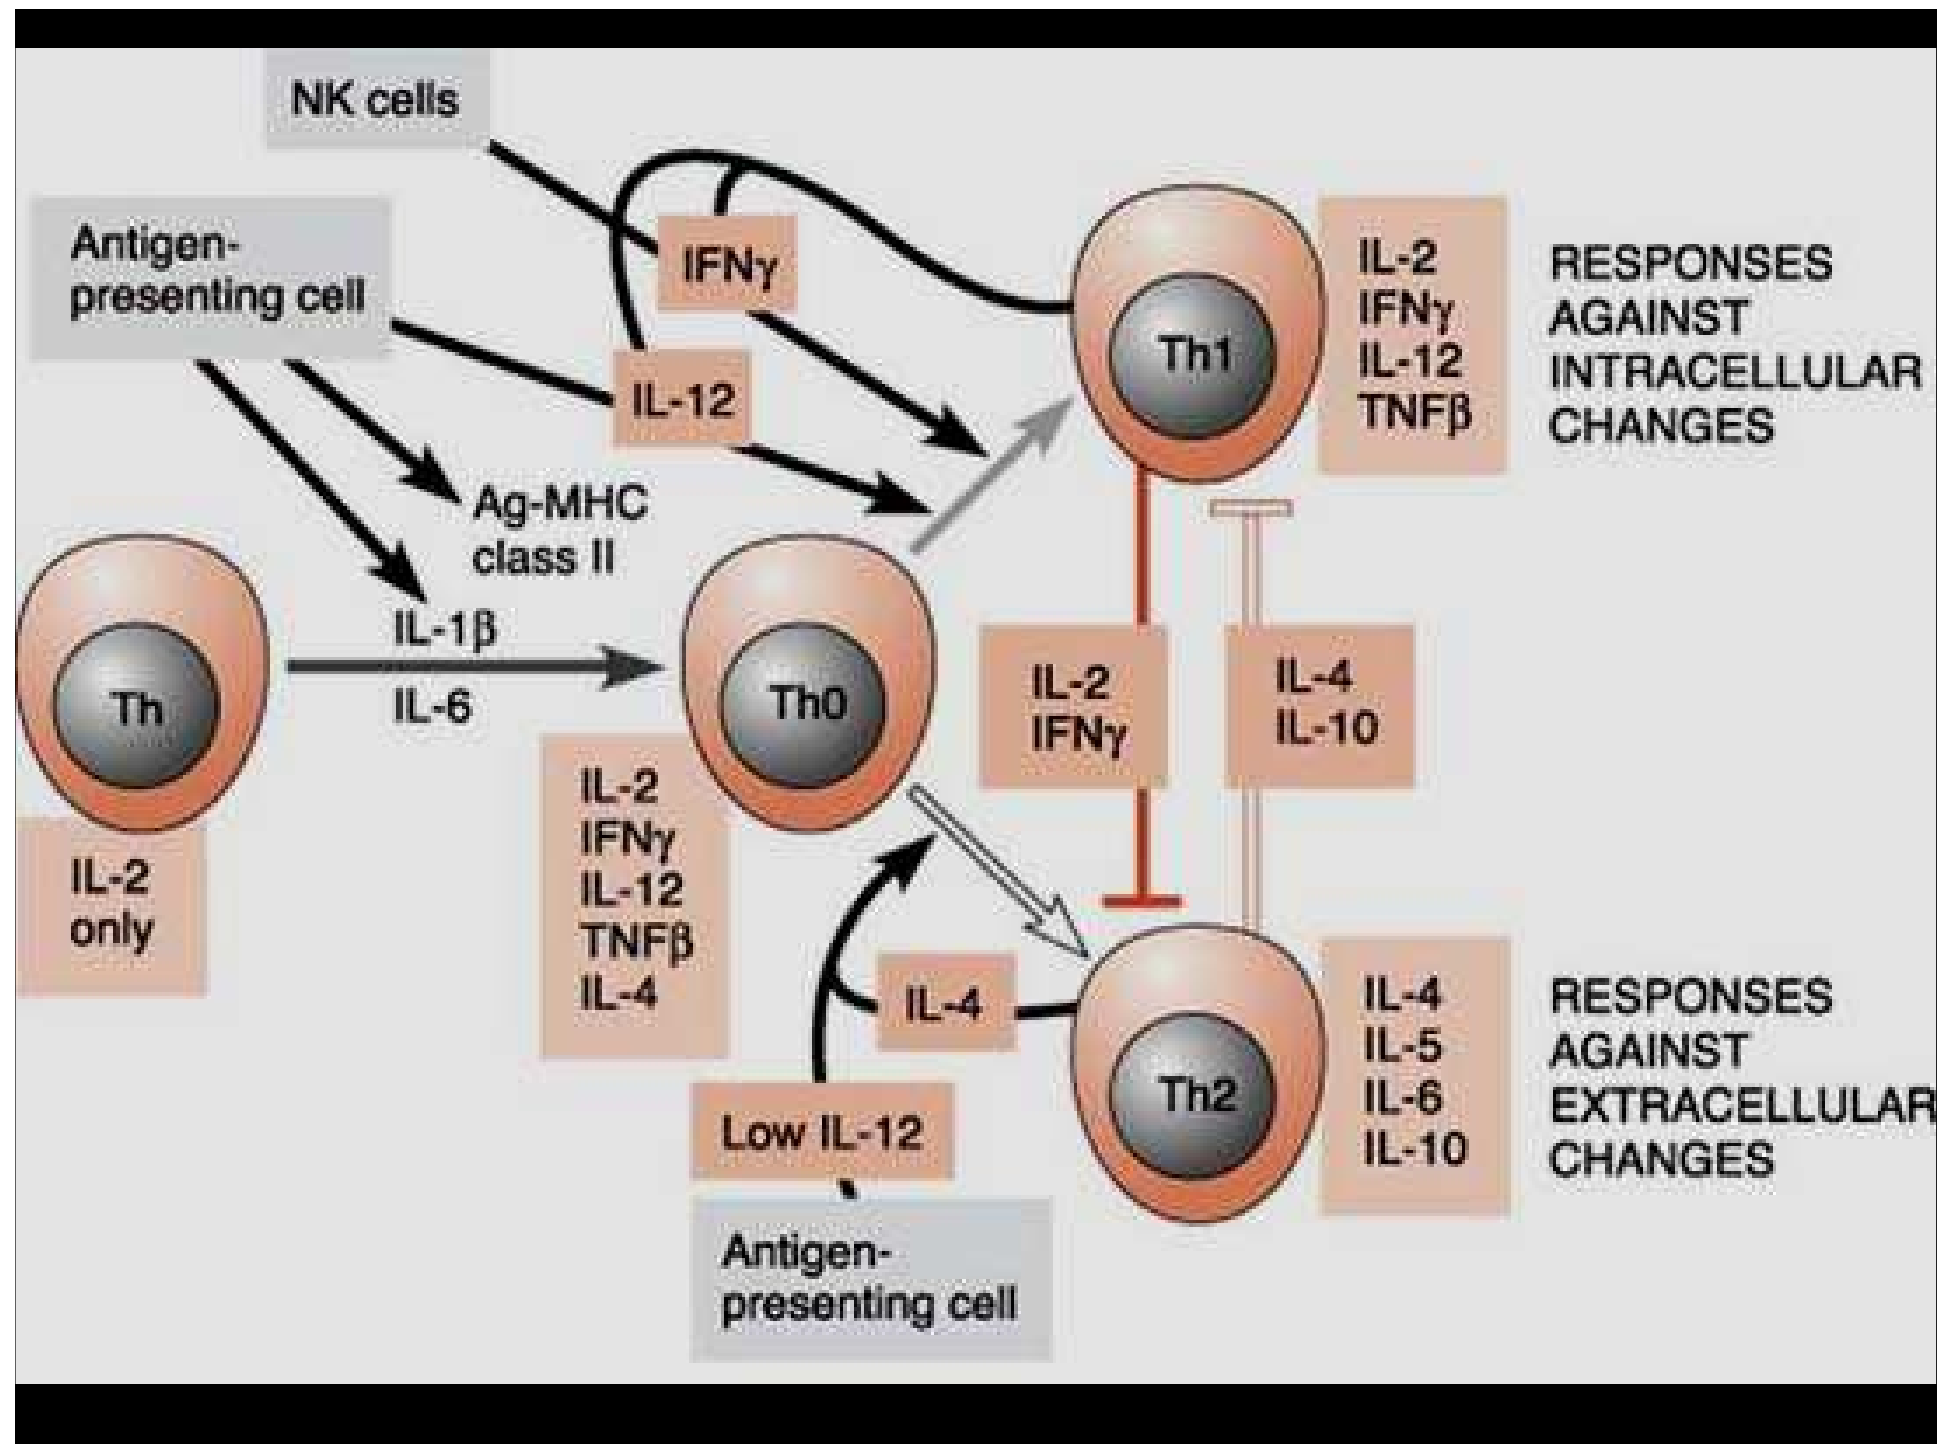 NK cells
Antigen-
presenting cell
IFNγ
IL-12
Ag-MHC
class II
IL-1β
IL-6
Th
IL-2
only
Th0
IL-2
IFNγ
IL-12
TNFβ
IL-4
Th1
IL-2
IFNγ
IL-12
TNFβ
RESPONSES
AGAINST
INTRACELLULAR
CHANGES
IL-2
IFNγ
IL-4
IL-10
IL-4
Low IL-12
Antigen-
presenting cell
Th2
IL-4
IL-5
IL-6
IL-10
RESPONSES
AGAINST
EXTRACELLULAR
CHANGES